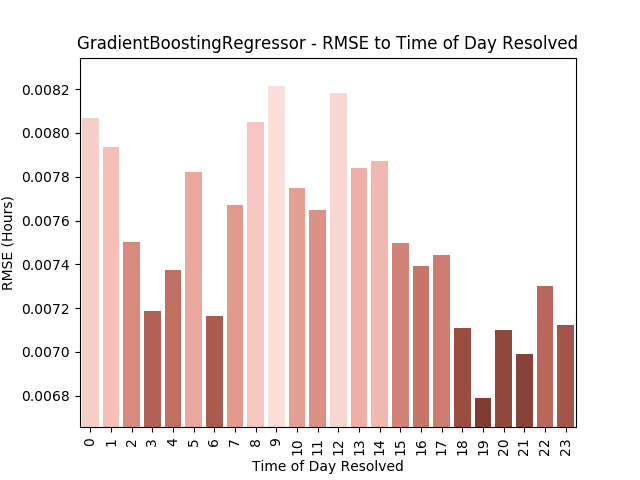 GradientBoostingRegressor - RMSE to Time of Day Resolved
0.0082
0.0080
0.0078
0.0076
0.0074
0.0072
0.0070
0.0068
RMSE (Hours)
0 1 2 3 4 5 6 7 8 9 10 11 12 13 14 15 16 17 18 19 20 21 22 23
Time of Day Resolved